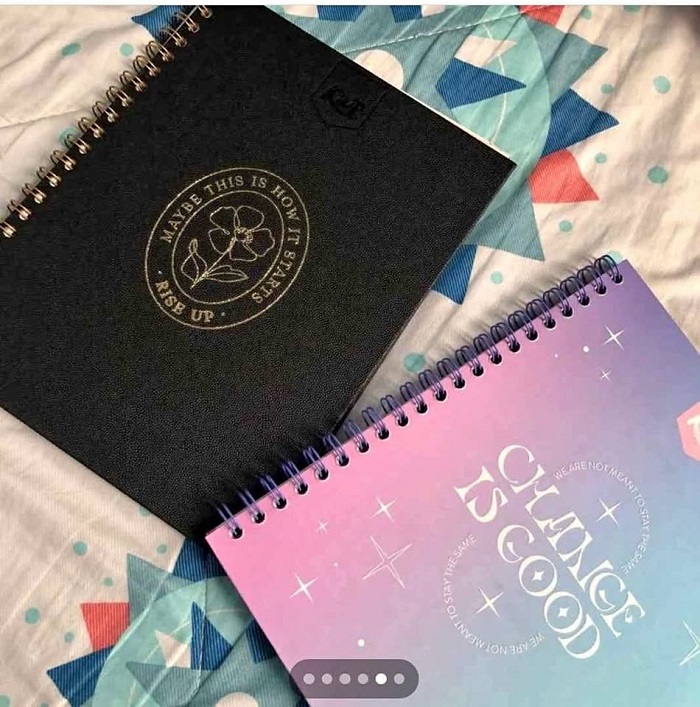 MAYBE THIS IS HOW IT STARTS
· RISE UP ·
CHANGE
IS GOOD
WE ARE NOT MEANT TO STAY THE SAME
WE ARE NOT MEANT TO STAY THE SAME